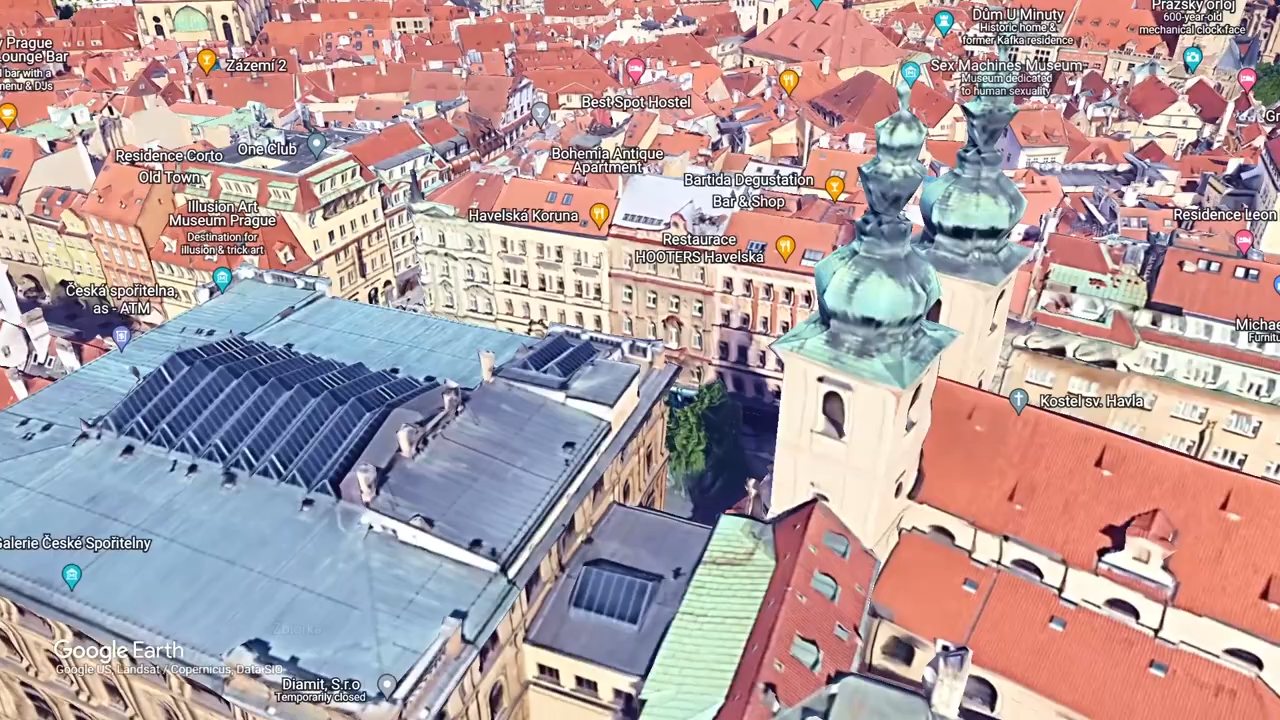 Pražský orloj
600-year-old
mechanical clock face
Dům U Minuty
Historic home &
former Kafka residence
y Prague
Lounge Bar
l bar with a
menu & DJs
Zázemí 2
Sex Machines Museum
Museum dedicated
to human sexuality
Best Spot Hostel
One Club
Residence Corto
Old Town
Bohemia Antique
Apartment
Bartida Degustation
Bar & Shop
Illusion Art
Museum Prague
Destination for
illusion & trick art
Havelská Koruna
Residence Leon
Restaurace
HOOTERS Havelská
Česká spořitelna,
as - ATM
Michae
Furnitu
Kostel sv. Havla
Galerie České Spořitelny
Google Earth
Google US, Landsat / Copernicus, Data SIO
Diamit, S.r.o
Temporarily closed